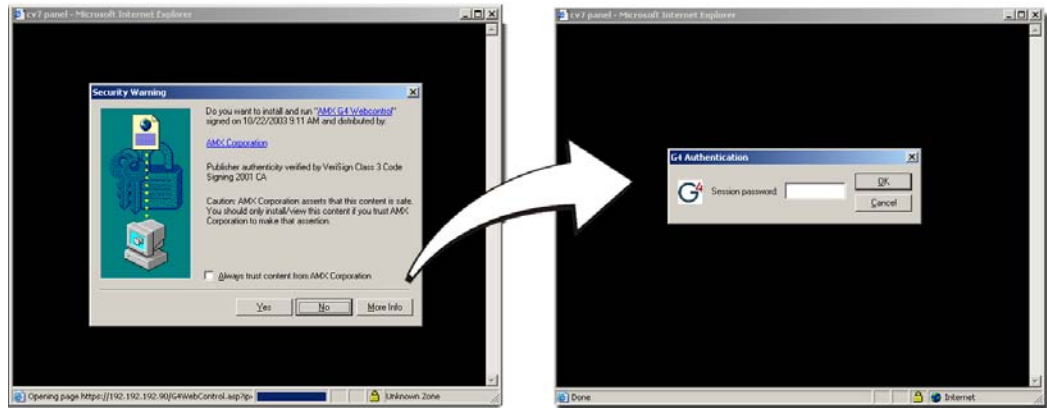 cv7 panel - Microsoft Internet Explorer
Security Warning
Do you want to install and run "AMX G4 Webcontrol"
signed on 10/22/2003 9:11 AM and distributed by:
AMX Corporation
Publisher authenticity verified by VeriSign Class 3 Code
Signing 2001 CA
Caution: AMX Corporation asserts that this content is safe.
You should only install/view this content if you trust AMX
Corporation to make that assertion.
Always trust content from AMX Corporation
Yes No More Info
Opening page https://192.192.192.90/G4WebControl.asp?ip= Unknown Zone
cv7 panel - Microsoft Internet Explorer
G4 Authentication
G4 Session password: OK
Cancel
Done Internet